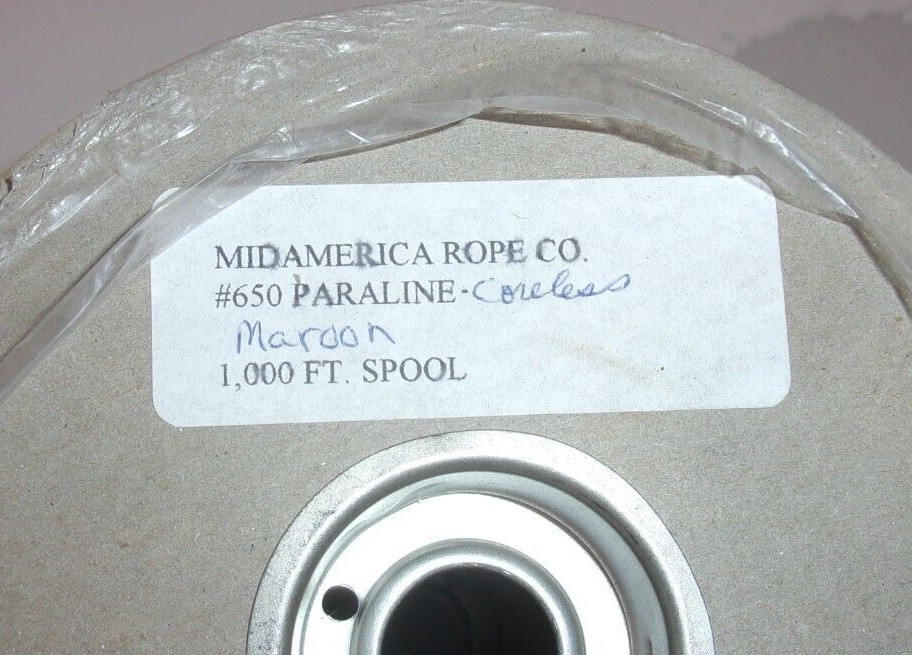 MIDAMERICA ROPE CO.
#650 PARALINE-Coreless
Maroon
1,000 FT. SPOOL